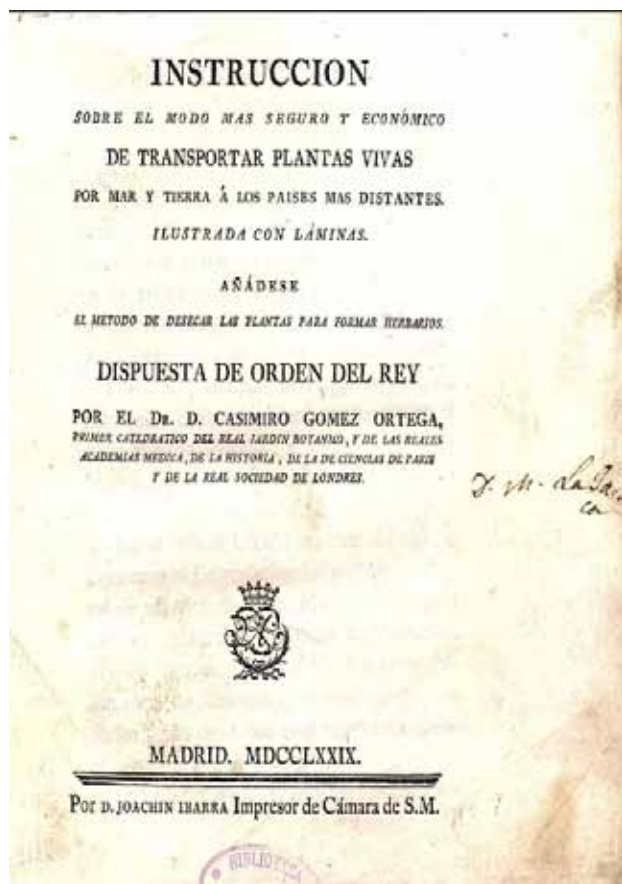 INSTRUCCION
SOBRE EL MODO MAS SEGURO Y ECONÓMICO
DE TRANSPORTAR PLANTAS VIVAS
POR MAR Y TIERRA Á LOS PAISES MAS DISTANTES.
ILUSTRADA CON LÁMINAS.
AÑÁDESE
EL METODO DE DESECAR LAS PLANTAS PARA FORMAR HERBARIOS.
DISPUESTA DE ORDEN DEL REY
POR EL DR. D. CASIMIRO GOMEZ ORTEGA,
PRIMER CATEDRATICO DEL REAL JARDIN BOTANICO, Y DE LAS REALES
ACADEMIAS MEDICA, DE LA HISTORIA, DE LA DE CIENCIAS DE PARIS
Y DE LA REAL SOCIEDAD DE LONDRES.
D. M.
MADRID. MDCCLXXIX.
Por D. JOACHIN IBARRA Impresor de Cámara de S.M.